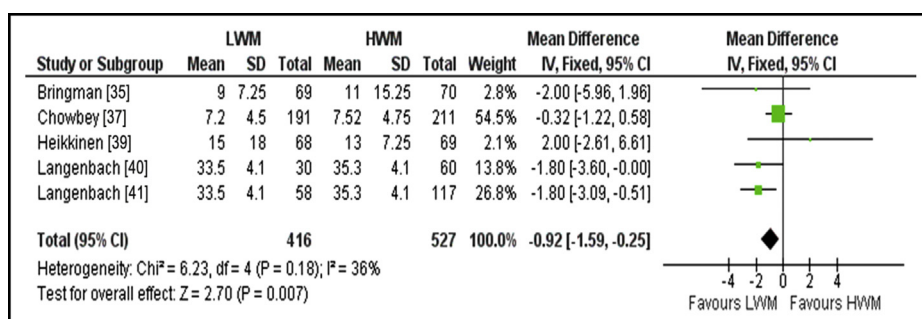 LWM HWM Mean Difference Mean Difference
Study or Subgroup Mean SD Total Mean SD Total Weight IV, Fixed, 95% CI IV, Fixed, 95% CI
Bringman [35] 9 7.25 69 11 15.25 70 2.8% -2.00 [-5.96, 1.96]
Chowbey [37] 7.2 4.5 191 7.52 4.75 211 54.5% -0.32 [-1.22, 0.58]
Heikkinen [39] 15 18 68 13 7.25 69 2.1% 2.00 [-2.61, 6.61]
Langenbach [40] 33.5 4.1 30 35.3 4.1 60 13.8% -1.80 [-3.60, -0.00]
Langenbach [41] 33.5 4.1 58 35.3 4.1 117 26.8% -1.80 [-3.09, -0.51]
Total (95% CI) 416 527 100.0% -0.92 [-1.59, -0.25]
Heterogeneity: Chi² = 6.23, df = 4 (P = 0.18); I² = 36%
Test for overall effect: Z = 2.70 (P = 0.007)
-4 -2 0 2 4
Favours LWM Favours HWM